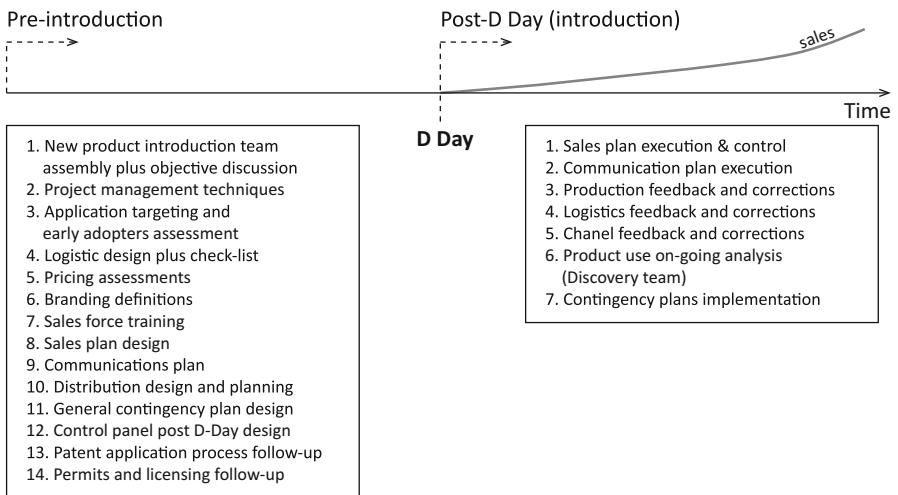 Pre-introduction
Post-D Day (introduction)
sales
Time
D Day
1. New product introduction team
assembly plus objective discussion
2. Project management techniques
3. Application targeting and
early adopters assessment
4. Logistic design plus check-list
5. Pricing assessments
6. Branding definitions
7. Sales force training
8. Sales plan design
9. Communications plan
10. Distribution design and planning
11. General contingency plan design
12. Control panel post D-Day design
13. Patent application process follow-up
14. Permits and licensing follow-up
1. Sales plan execution & control
2. Communication plan execution
3. Production feedback and corrections
4. Logistics feedback and corrections
5. Chanel feedback and corrections
6. Product use on-going analysis
(Discovery team)
7. Contingency plans implementation